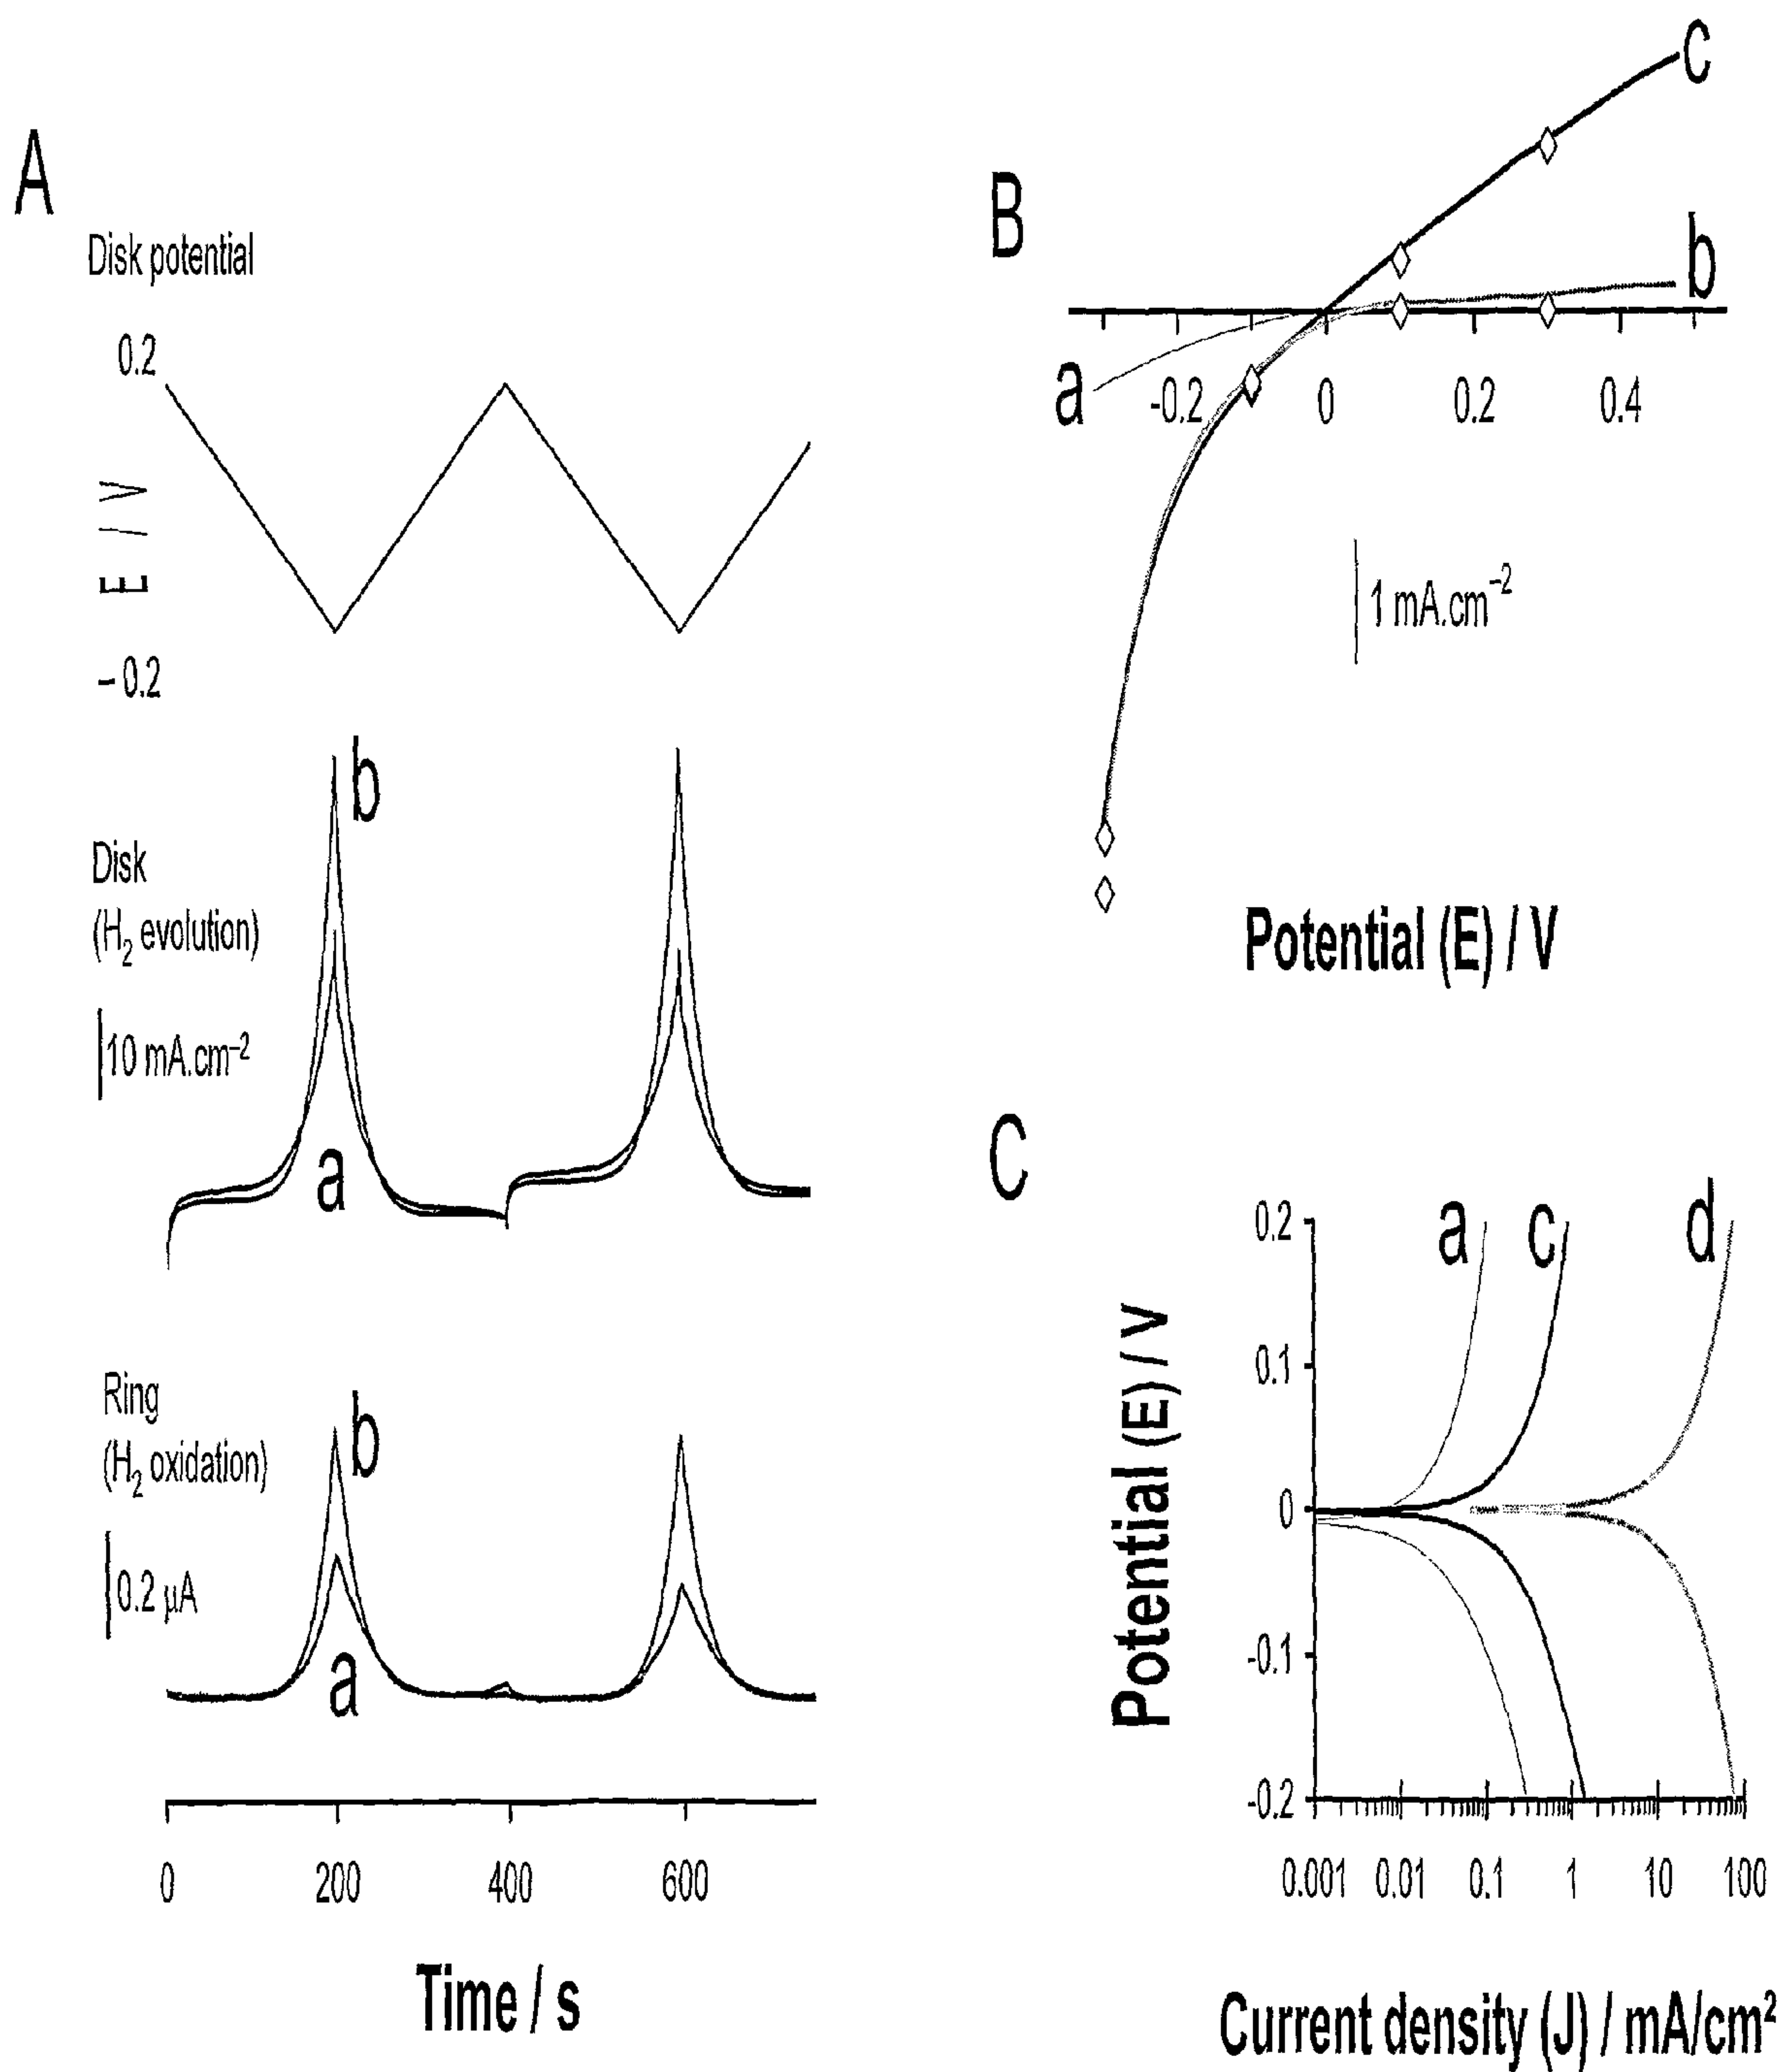 A
Disk potential
0.2
E / V
– 0.2
b
Disk
(H₂ evolution)
10 mA.cm⁻²
a
Ring
(H₂ oxidation)
b
0.2 µA
a
0 200 400 600
Time / s
B
c
b
a
-0.2 0 0.2 0.4
1 mA.cm⁻²
Potential (E) / V
C
a c d
0.2
0.1
0
-0.1
-0.2
Potential (E) / V
0.001 0.01 0.1 1 10 100
Current density (J) / mA/cm²